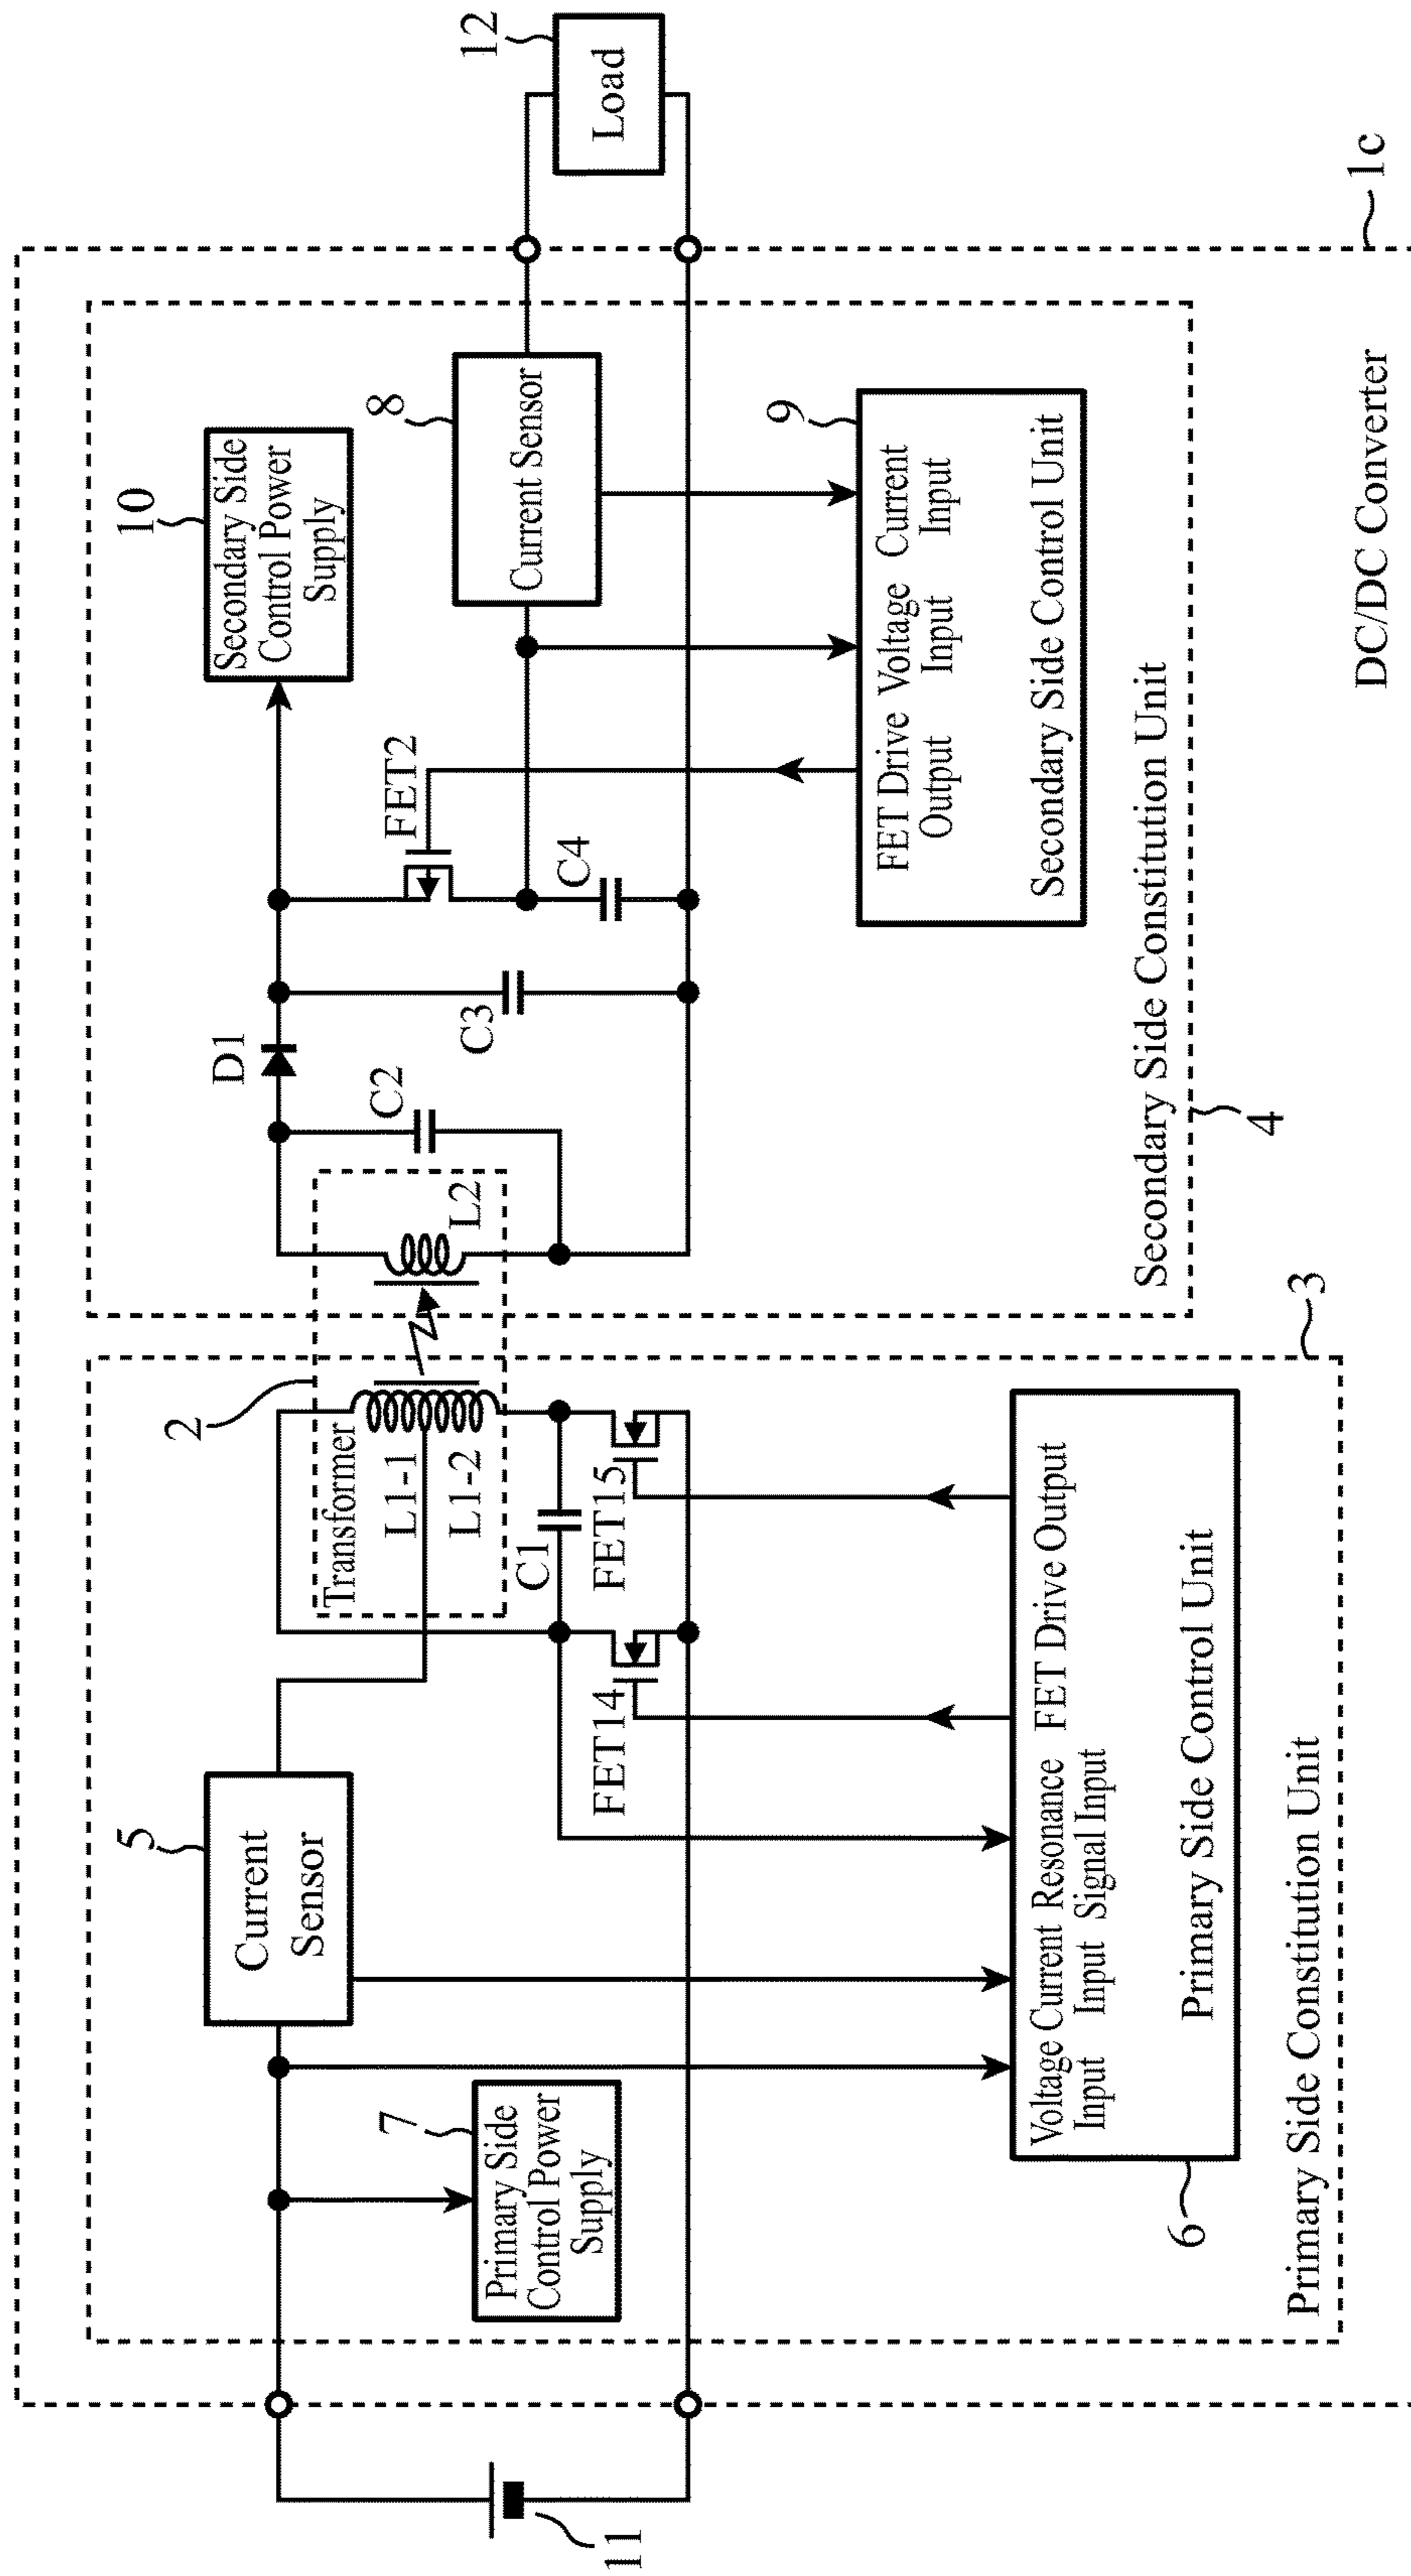 11
5
Current
Sensor
7
Primary Side
Control Power
Supply
2
Transformer
L1-1
L1-2
C1
FET14
FET15
Voltage
Input
Current
Input
Resonance
Signal Input
FET Drive Output
Primary Side Control Unit
6
Primary Side Constitution Unit
3
L2
C2
D1
C3
C4
FET2
10
Secondary Side
Control Power
Supply
8
Current Sensor
9
FET Drive
Output
Voltage
Input
Current
Input
Secondary Side Control Unit
Secondary Side Constitution Unit
4
12
Load
DC/DC Converter
1c